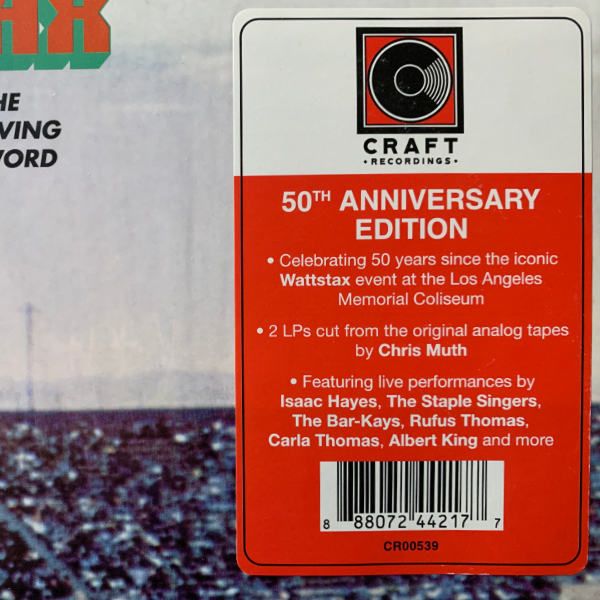 AX
HE
VING
WORD
CRAFT
•RECORDINGS•
50TH ANNIVERSARY
EDITION
• Celebrating 50 years since the iconic
Wattstax event at the Los Angeles
Memorial Coliseum
• 2 LPs cut from the original analog tapes
by Chris Muth
• Featuring live performances by
Isaac Hayes, The Staple Singers,
The Bar-Kays, Rufus Thomas,
Carla Thomas, Albert King and more
8 88072 44217 7
CR00539